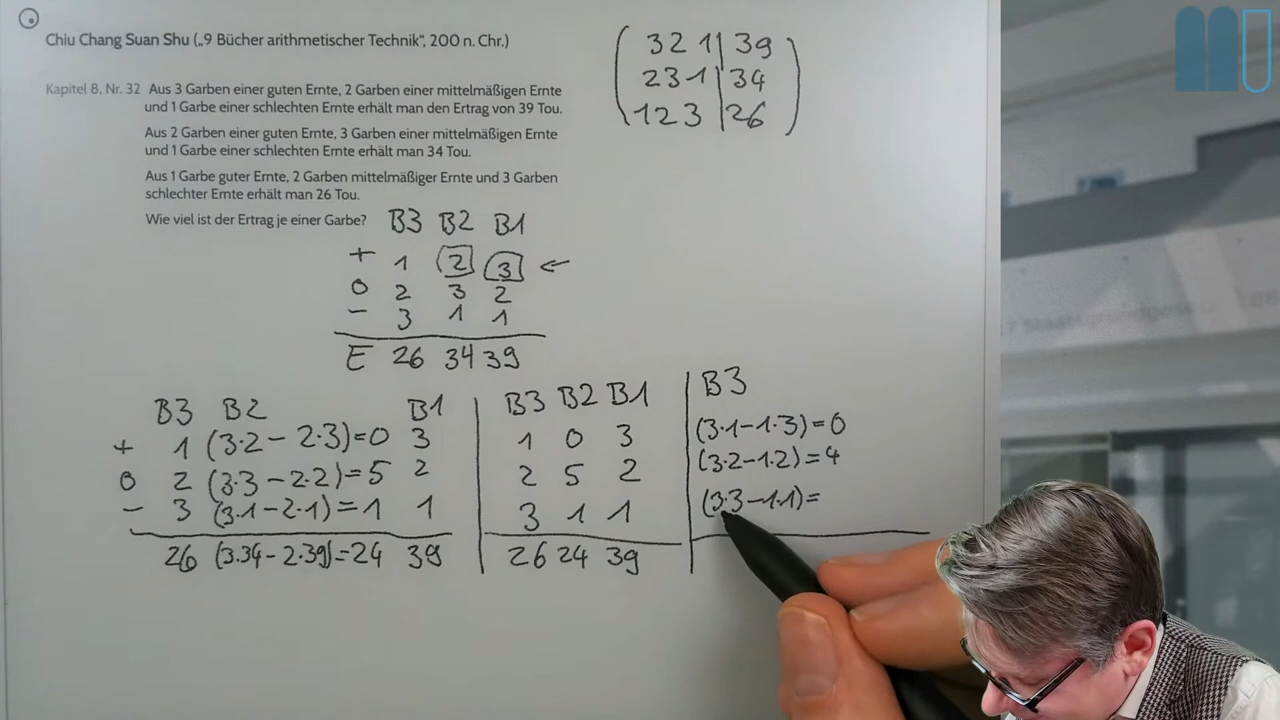 Chiu Chang Suan Shu („9 Bücher arithmetischer Technik“, 200 n. Chr.)
Kapitel 8, Nr. 32 Aus 3 Garben einer guten Ernte, 2 Garben einer mittelmäßigen Ernte
und 1 Garbe einer schlechten Ernte erhält man den Ertrag von 39 Tou.
Aus 2 Garben einer guten Ernte, 3 Garben einer mittelmäßigen Ernte
und 1 Garbe einer schlechten Ernte erhält man 34 Tou.
Aus 1 Garbe guter Ernte, 2 Garben mittelmäßiger Ernte und 3 Garben
schlechter Ernte erhält man 26 Tou.
Wie viel ist der Ertrag je einer Garbe?
3 2 1 | 39
2 3 1 | 34
1 2 3 | 26
B3 B2 B1
+ 1 2 3 ←
0 2 3 2
- 3 1 1
E 26 34 39
B3 B2 B1
+ 1 (3·2-2·3)=0 3
0 2 (3·3-2·2)=5 2
- 3 (3·1-2·1)=1 1
26 (3·34-2·39)=24 39
B3 B2 B1
1 0 3
2 5 2
3 1 1
26 24 39
B3
(3·1-1·3)=0
(3·2-1·2)=4
(3·3-1·1)=